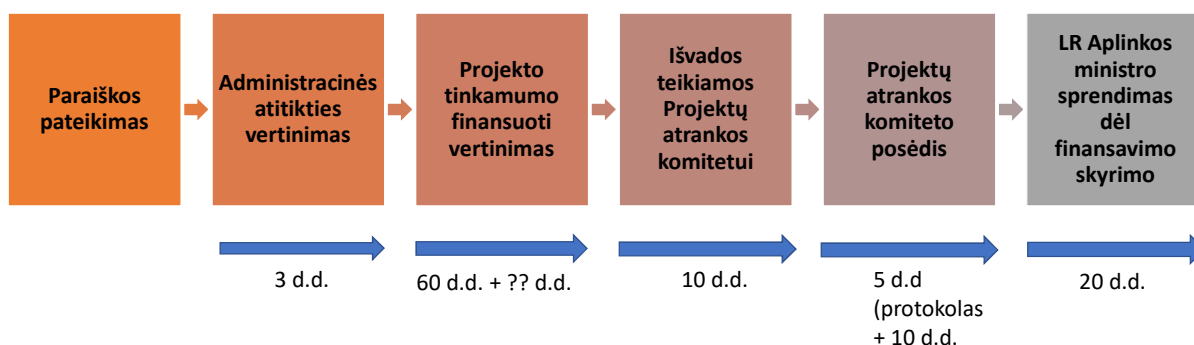 Paraiškos
pateikimas
Administracinės
atitikties
vertinimas
Projekto
tinkamumo
finansuoti
vertinimas
Išvados
teikiamos
Projektų
atrankos
komitetui
Projektų
atrankos
komiteto
posėdis
LR Aplinkos
ministro
sprendimas
dėl
finansavimo
skyrimo
3 d.d.
60 d.d. + ?? d.d.
10 d.d.
5 d.d
(protokolas
+ 10 d.d.
20 d.d.